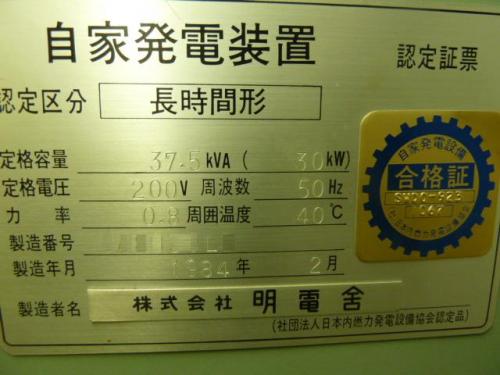 自家発電装置
認定証票
認定区分 長時間形
定格容量 37.5 kVA ( 30 kW)
定格電圧 200 V 周波数 50 Hz
力率 0.8 周囲温度 40 ℃
製造番号
製造年月 1984 年 2 月
製造者名 株式会社 明電舎
(社団法人日本内燃力発電設備協会認定品)
自家発電設備
合格証